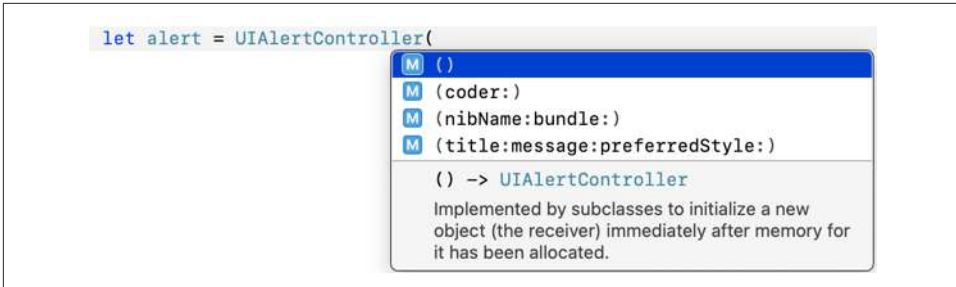 let alert = UIAlertController(
M ()
M (coder:)
M (nibName:bundle:)
M (title:message:preferredStyle:)
() -> UIAlertController
Implemented by subclasses to initialize a new
object (the receiver) immediately after memory for
it has been allocated.